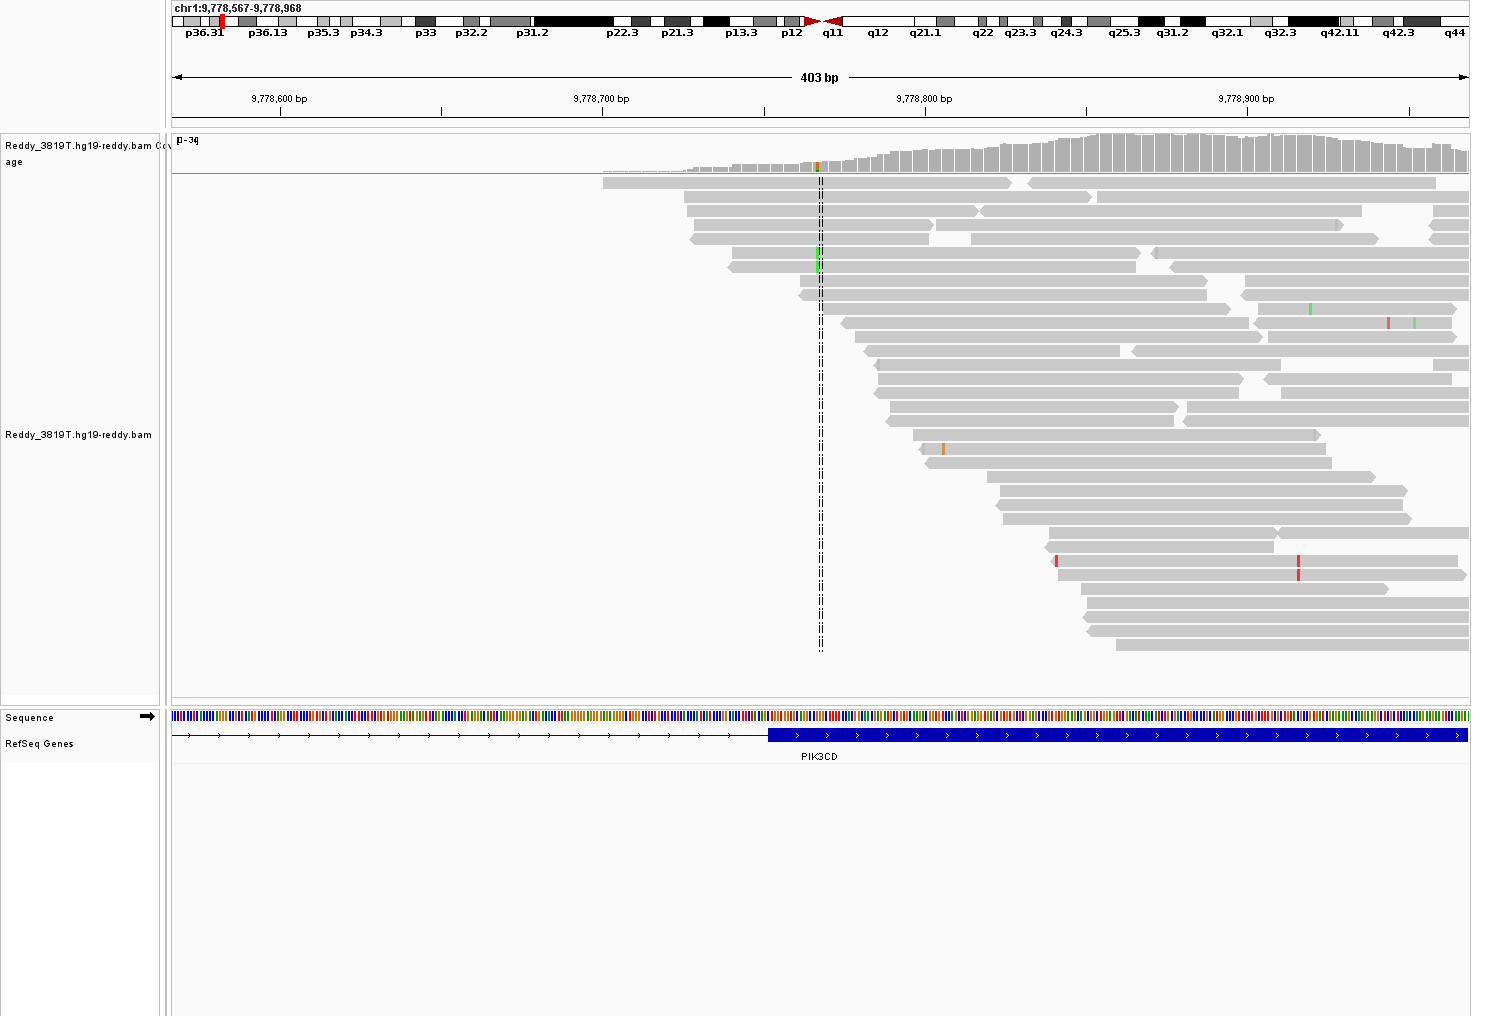 chr1:9,778,567-9,778,968
p36.31 p36.13 p35.3 p34.3 p33 p32.2 p31.2 p22.3 p21.3 p13.3 p12 q11 q12 q21.1 q22 q23.3 q24.3 q25.3 q31.2 q32.1 q32.3 q42.11 q42.3 q44
403 bp
9,778,600 bp 9,778,700 bp 9,778,800 bp 9,778,900 bp
Reddy_3819T.hg19-reddy.bam Cov
age
[0-34]
Reddy_3819T.hg19-reddy.bam
Sequence
RefSeq Genes
PIK3CD